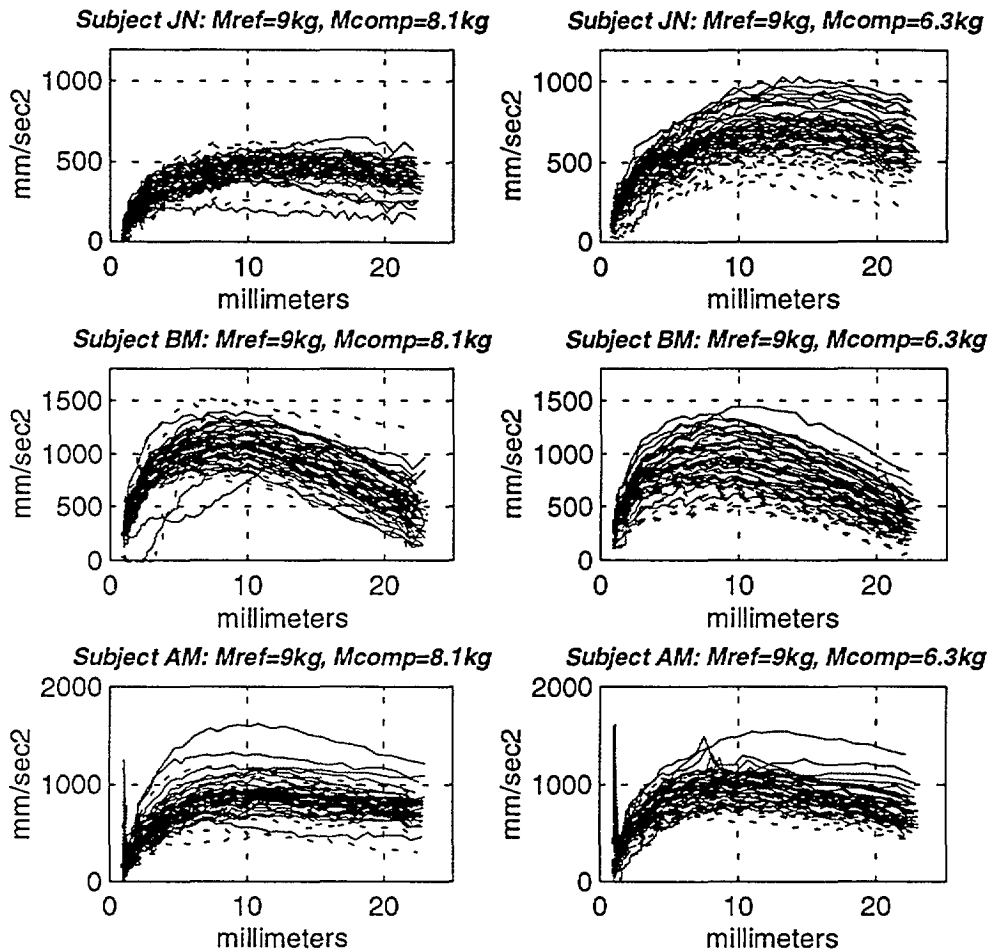 Subject JN: Mref=9kg, Mcomp=8.1kg
mm/sec2
1000
500
0
0
10
20
millimeters
Subject JN: Mref=9kg, Mcomp=6.3kg
mm/sec2
1000
500
0
0
10
20
millimeters
Subject BM: Mref=9kg, Mcomp=8.1kg
mm/sec2
1500
1000
500
0
0
10
20
millimeters
Subject BM: Mref=9kg, Mcomp=6.3kg
mm/sec2
1500
1000
500
0
0
10
20
millimeters
Subject AM: Mref=9kg, Mcomp=8.1kg
mm/sec2
2000
1000
0
0
10
20
millimeters
Subject AM: Mref=9kg, Mcomp=6.3kg
mm/sec2
2000
1000
0
0
10
20
millimeters